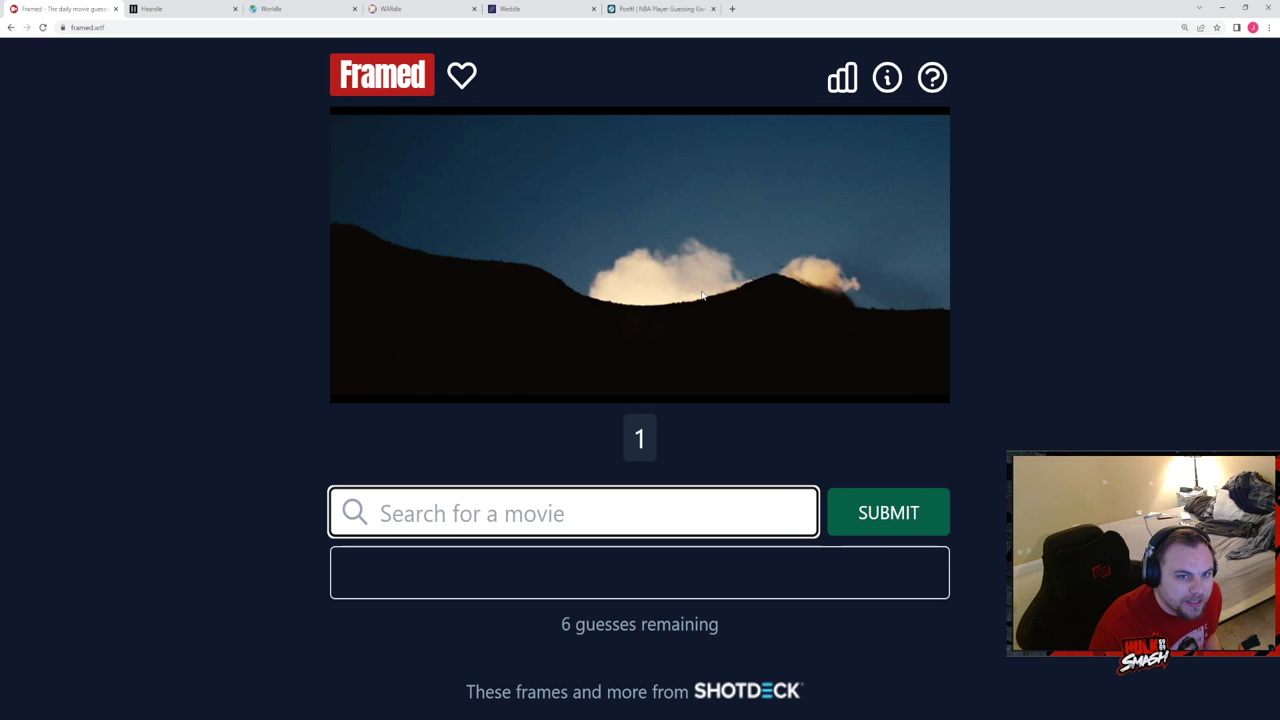 Framed - The daily movie guess
Heardle
Worldle
WARdle
Weddle
Poeltl | NBA Player Guessing Ga
framed.wtf
Framed
1
Search for a movie
SUBMIT
6 guesses remaining
These frames and more from SHOTDECK
HULK
SMASH